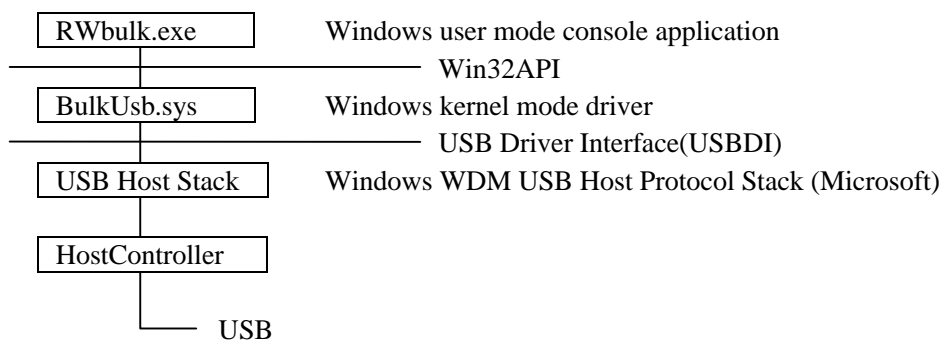 RWbulk.exe Windows user mode console application
Win32API
BulkUsb.sys Windows kernel mode driver
USB Driver Interface(USBDI)
USB Host Stack Windows WDM USB Host Protocol Stack (Microsoft)
HostController
USB